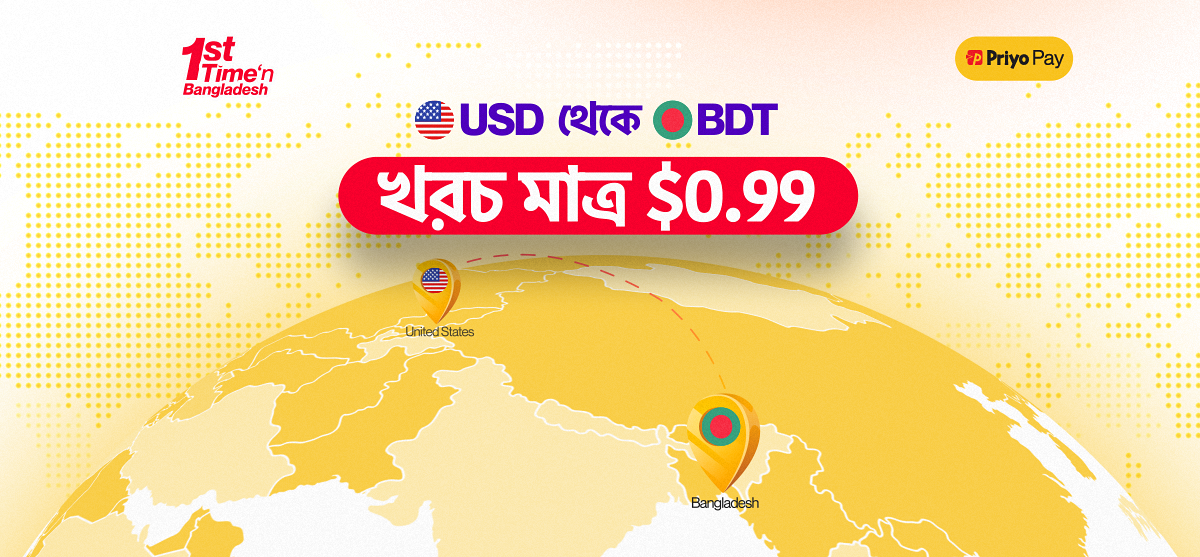 1st
Time'n
Bangladesh
Priyo Pay
USD থেকে BDT
খরচ মাত্র $0.99
United States
Bangladesh